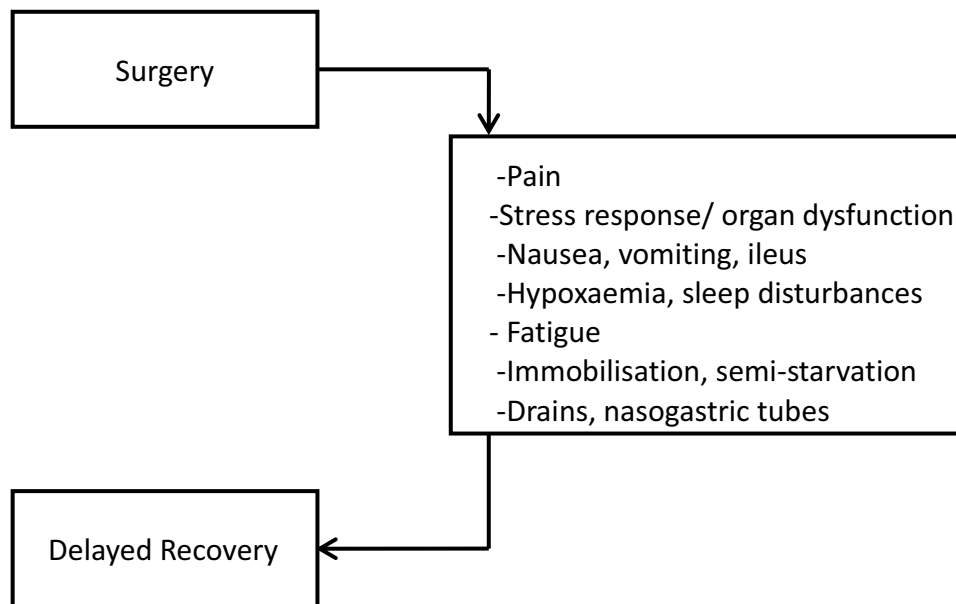 Surgery
-Pain
-Stress response/ organ dysfunction
-Nausea, vomiting, ileus
-Hypoxaemia, sleep disturbances
- Fatigue
-Immobilisation, semi-starvation
-Drains, nasogastric tubes
Delayed Recovery